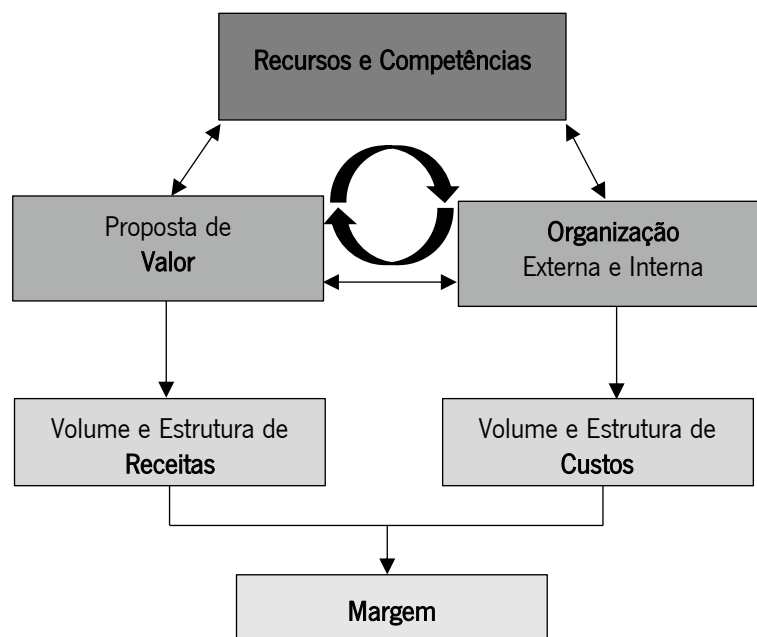 Recursos e Competências
Proposta de
Valor
Organização
Externa e Interna
Volume e Estrutura de
Receitas
Volume e Estrutura de
Custos
Margem